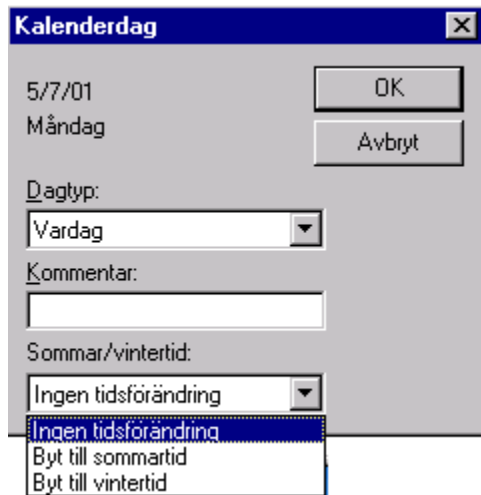 Kalenderdag
5/7/01
Måndag
OK
Avbryt
Dagtyp:
Vardag
Kommentar:
Sommar/vintertid:
Ingen tidsförändring
Ingen tidsförändring
Byt till sommartid
Byt till vintertid